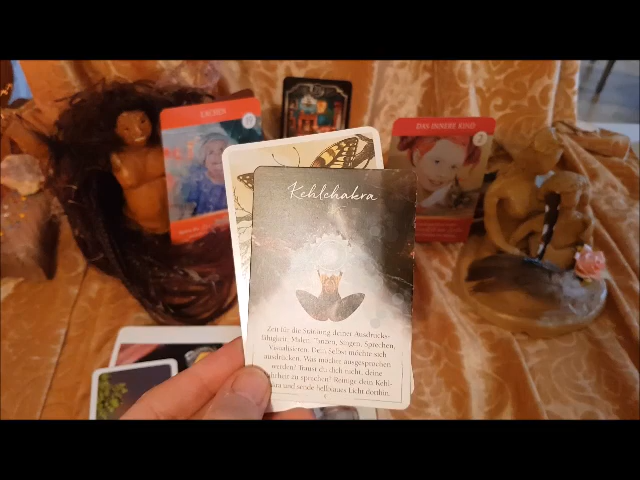 LACHEN
11
DAS INNERE KIND
2
Kehlchakra
Zeit für die Stärkung deiner Ausdrucks-
fähigkeit. Malen, Tanzen, Singen, Sprechen,
Visualisieren. Dein Selbst möchte sich
ausdrücken. Was möchte ausgesprochen
werden? Traust du dich nicht, deine
Wahrheit zu sprechen? Reinige dein Kehl-
chakra und sende hellblaues Licht dorthin.